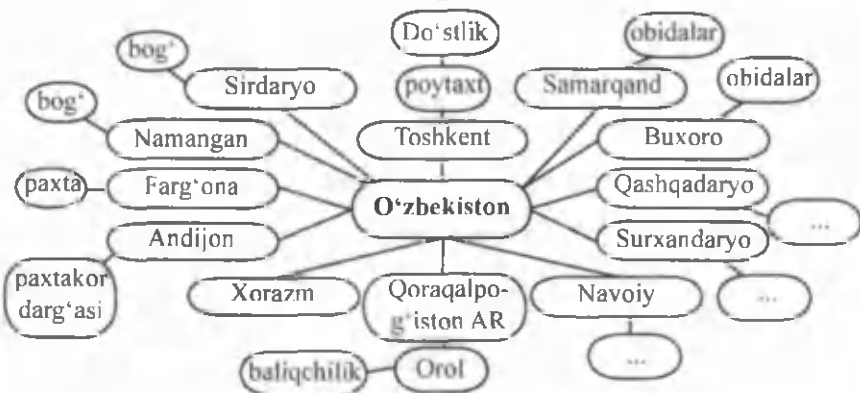 Do‘stlik
obidalar
bog‘
Sirdaryo
poytaxt
Samarqand
obidalar
bog‘
Namangan
Toshkent
Buxoro
paxta
Farg‘ona
O‘zbekiston
Qashqadaryo
...
Andijon
Surxandaryo
paxtakor
darg‘asi
Xorazm
Qoraqalpo-
g‘iston AR
Navoiy
...
...
baliqchilik
Orol